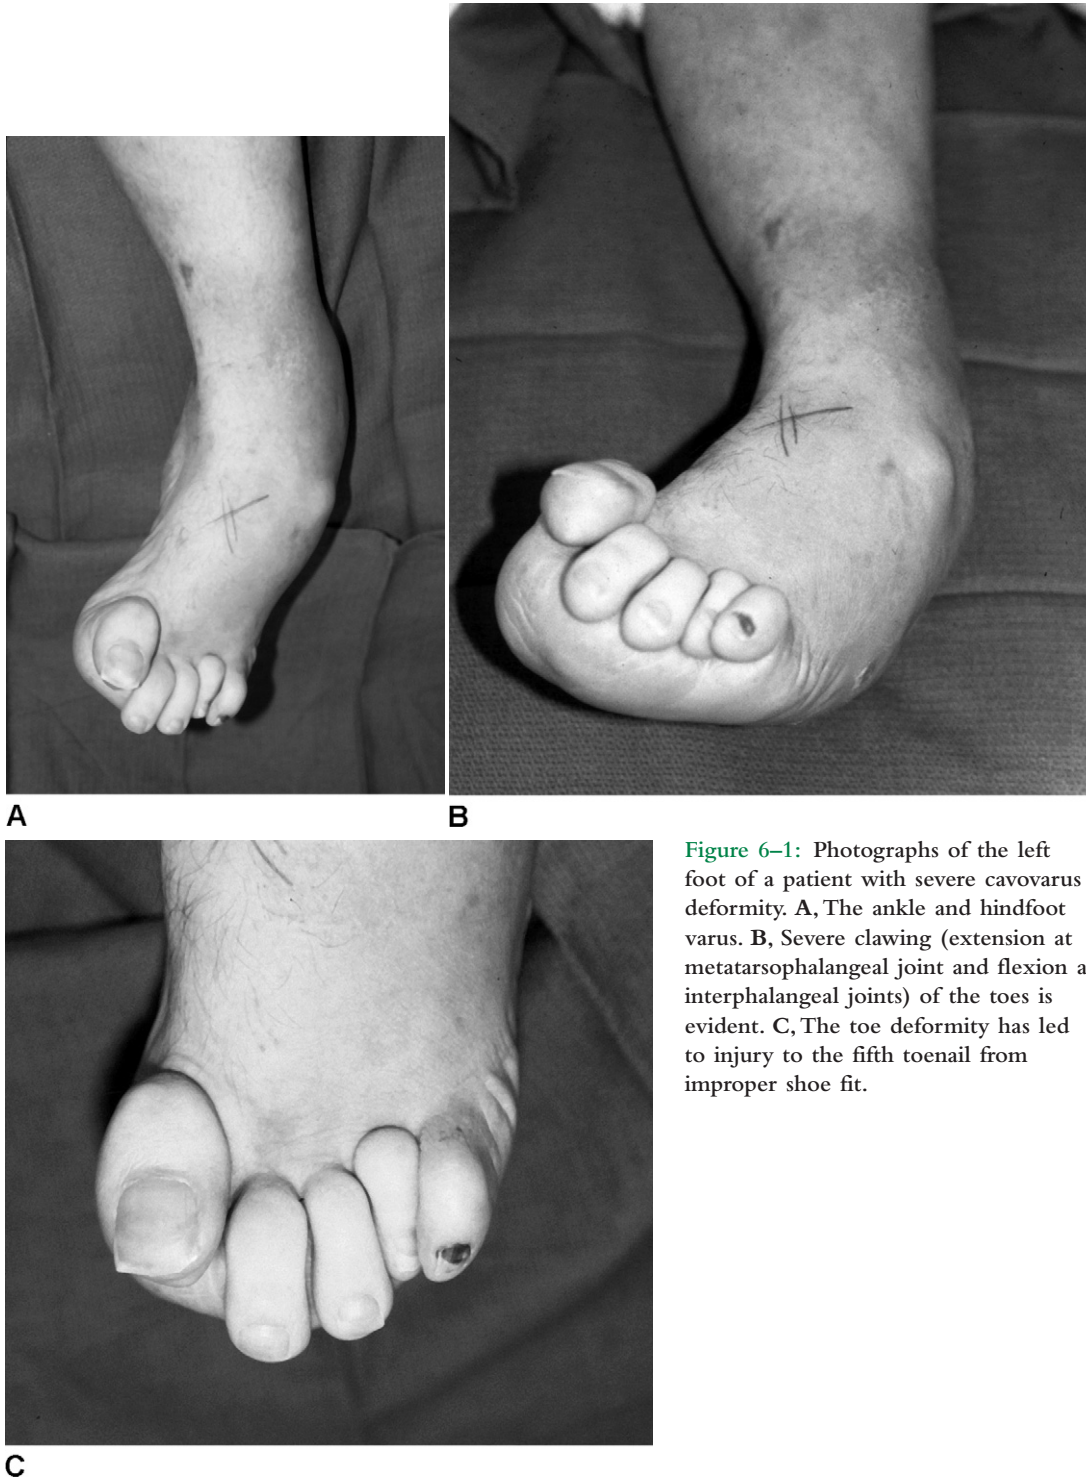 A
B
C
Figure 6–1: Photographs of the left
foot of a patient with severe cavovarus
deformity. A, The ankle and hindfoot
varus. B, Severe clawing (extension at
metatarsophalangeal joint and flexion a
interphalangeal joints) of the toes is
evident. C, The toe deformity has led
to injury to the fifth toenail from
improper shoe fit.